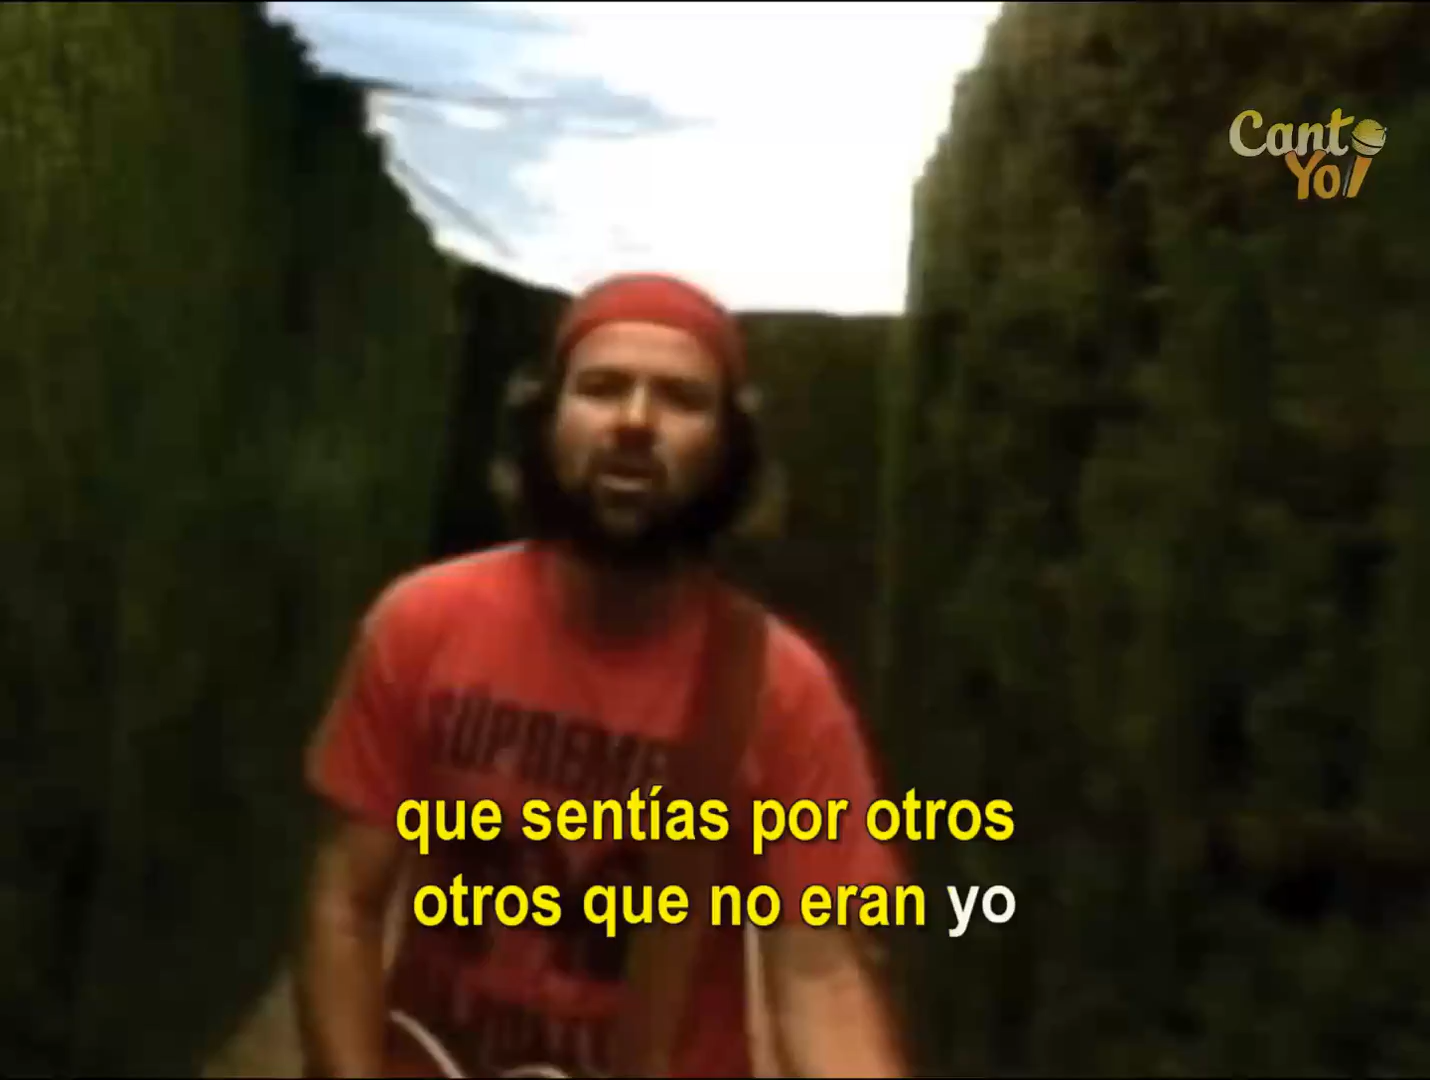 Canto
Yo
SUPREME
que sentías por otros
otros que no eran yo